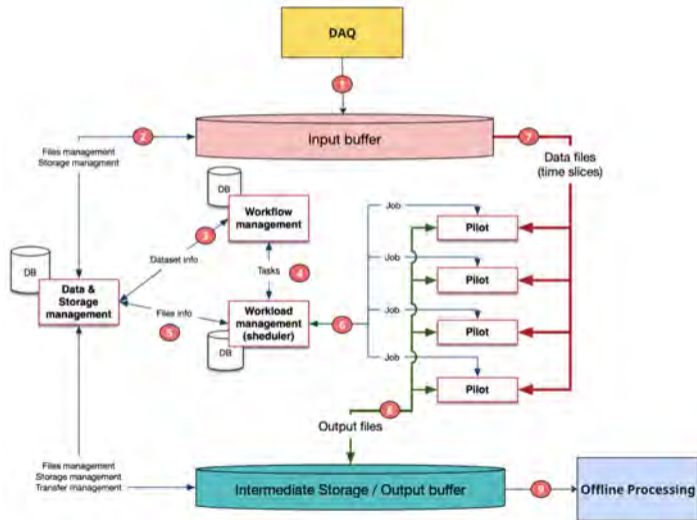 DAQ
1
2
Input buffer
7
Files management
Storage managment
Data files
(time slices)
DB
Workflow
management
3
Dataset info
Tasks
4
DB
Data &
Storage
management
Files info
5
Workload
management
(sheduler)
DB
6
Job
Pilot
Job
Pilot
Job
Pilot
Job
Pilot
8
Output files
Files management
Storage management
Transfer management
Intermediate Storage / Output buffer
9
Offline Processing